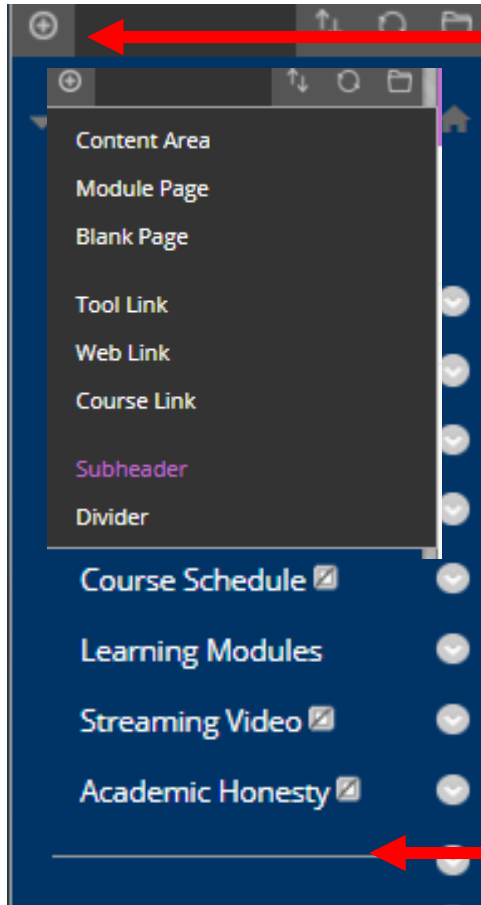 Content Area
Module Page
Blank Page
Tool Link
Web Link
Course Link
Subheader
Divider
Course Schedule
Learning Modules
Streaming Video
Academic Honesty